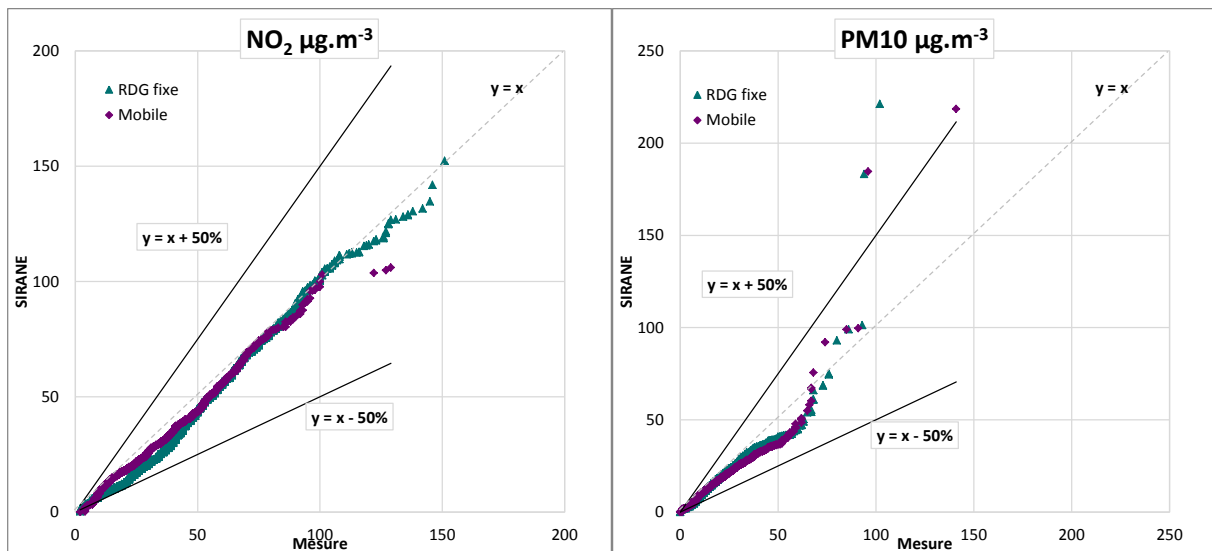 NO₂ µg.m⁻³
200
150
100
50
0
SIRANE
RDG fixe
Mobile
y = x
y = x + 50%
y = x - 50%
0 50 100 150 200
Mesure
PM10 µg.m⁻³
250
200
150
100
50
0
SIRANE
RDG fixe
Mobile
y = x
y = x + 50%
y = x - 50%
0 50 100 150 200 250
Mesure